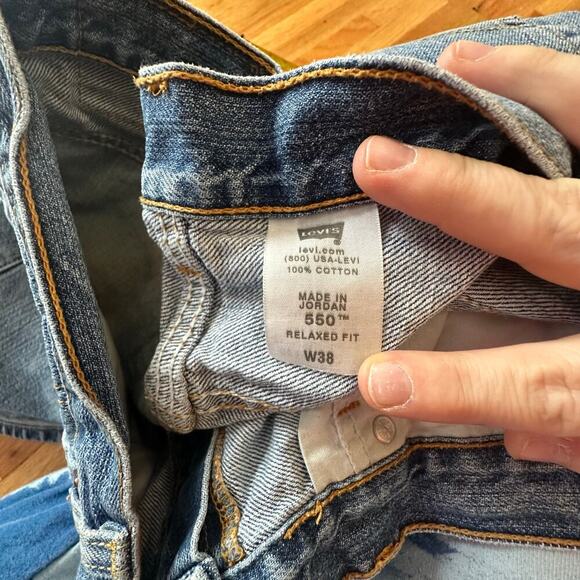 Levi's
levi.com
(800) USA-LEVI
100% COTTON
MADE IN
JORDAN
550™
RELAXED FIT
W38